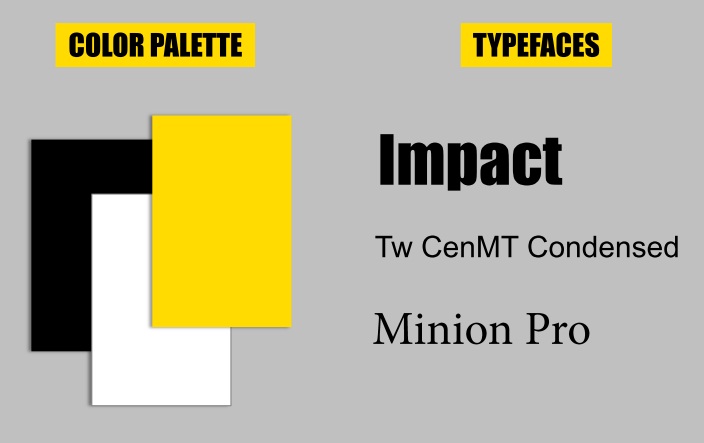 COLOR PALETTE
TYPEFACES
Impact
Tw CenMT Condensed
Minion Pro